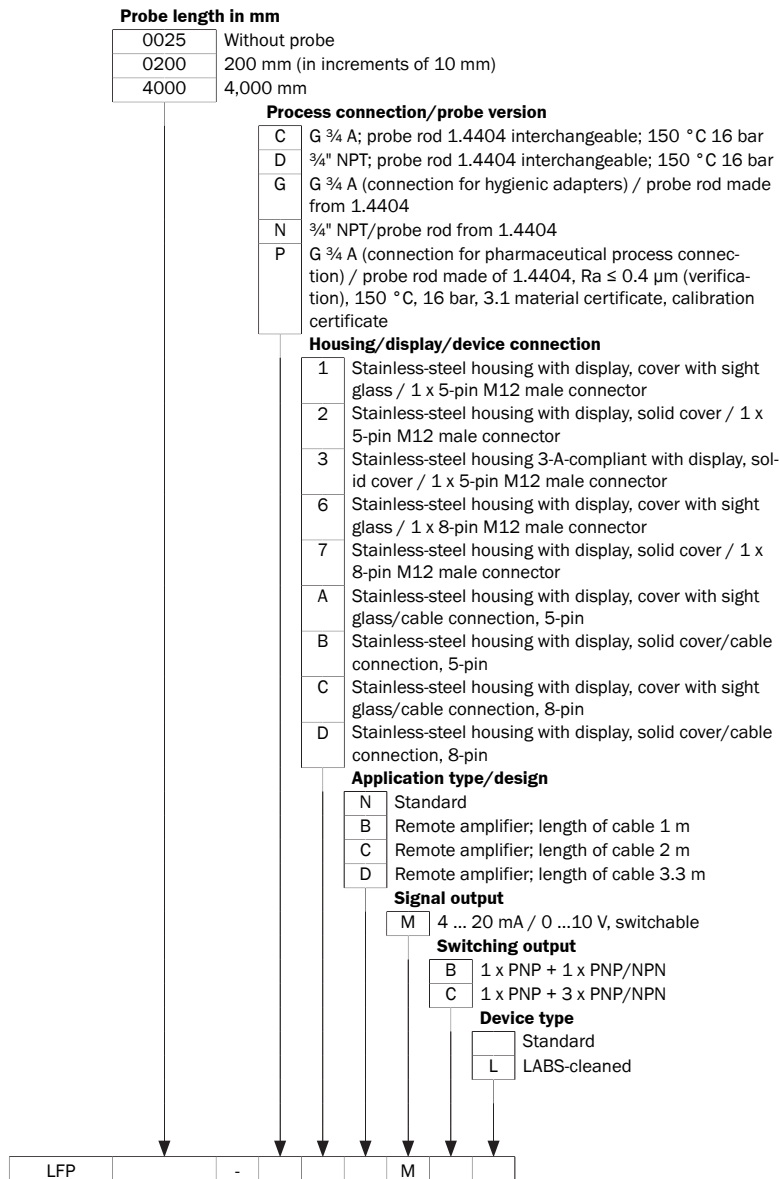 Probe length in mm
0025 Without probe
0200 200 mm (in increments of 10 mm)
4000 4,000 mm
Process connection/probe version
C G ¾ A; probe rod 1.4404 interchangeable; 150 °C 16 bar
D ¾" NPT; probe rod 1.4404 interchangeable; 150 °C 16 bar
G G ¾ A (connection for hygienic adapters) / probe rod made
from 1.4404
N ¾" NPT/probe rod from 1.4404
P G ¾ A (connection for pharmaceutical process connec-
tion) / probe rod made of 1.4404, Ra ≤ 0.4 µm (verifica-
tion), 150 °C, 16 bar, 3.1 material certificate, calibration
certificate
Housing/display/device connection
1 Stainless-steel housing with display, cover with sight
glass / 1 x 5-pin M12 male connector
2 Stainless-steel housing with display, solid cover / 1 x
5-pin M12 male connector
3 Stainless-steel housing 3-A-compliant with display, sol-
id cover / 1 x 5-pin M12 male connector
6 Stainless-steel housing with display, cover with sight
glass / 1 x 8-pin M12 male connector
7 Stainless-steel housing with display, solid cover / 1 x
8-pin M12 male connector
A Stainless-steel housing with display, cover with sight
glass/cable connection, 5-pin
B Stainless-steel housing with display, solid cover/cable
connection, 5-pin
C Stainless-steel housing with display, cover with sight
glass/cable connection, 8-pin
D Stainless-steel housing with display, solid cover/cable
connection, 8-pin
Application type/design
N Standard
B Remote amplifier; length of cable 1 m
C Remote amplifier; length of cable 2 m
D Remote amplifier; length of cable 3.3 m
Signal output
M 4 ... 20 mA / 0 ...10 V, switchable
Switching output
B 1 x PNP + 1 x PNP/NPN
C 1 x PNP + 3 x PNP/NPN
Device type
Standard
L LABS-cleaned
LFP - M